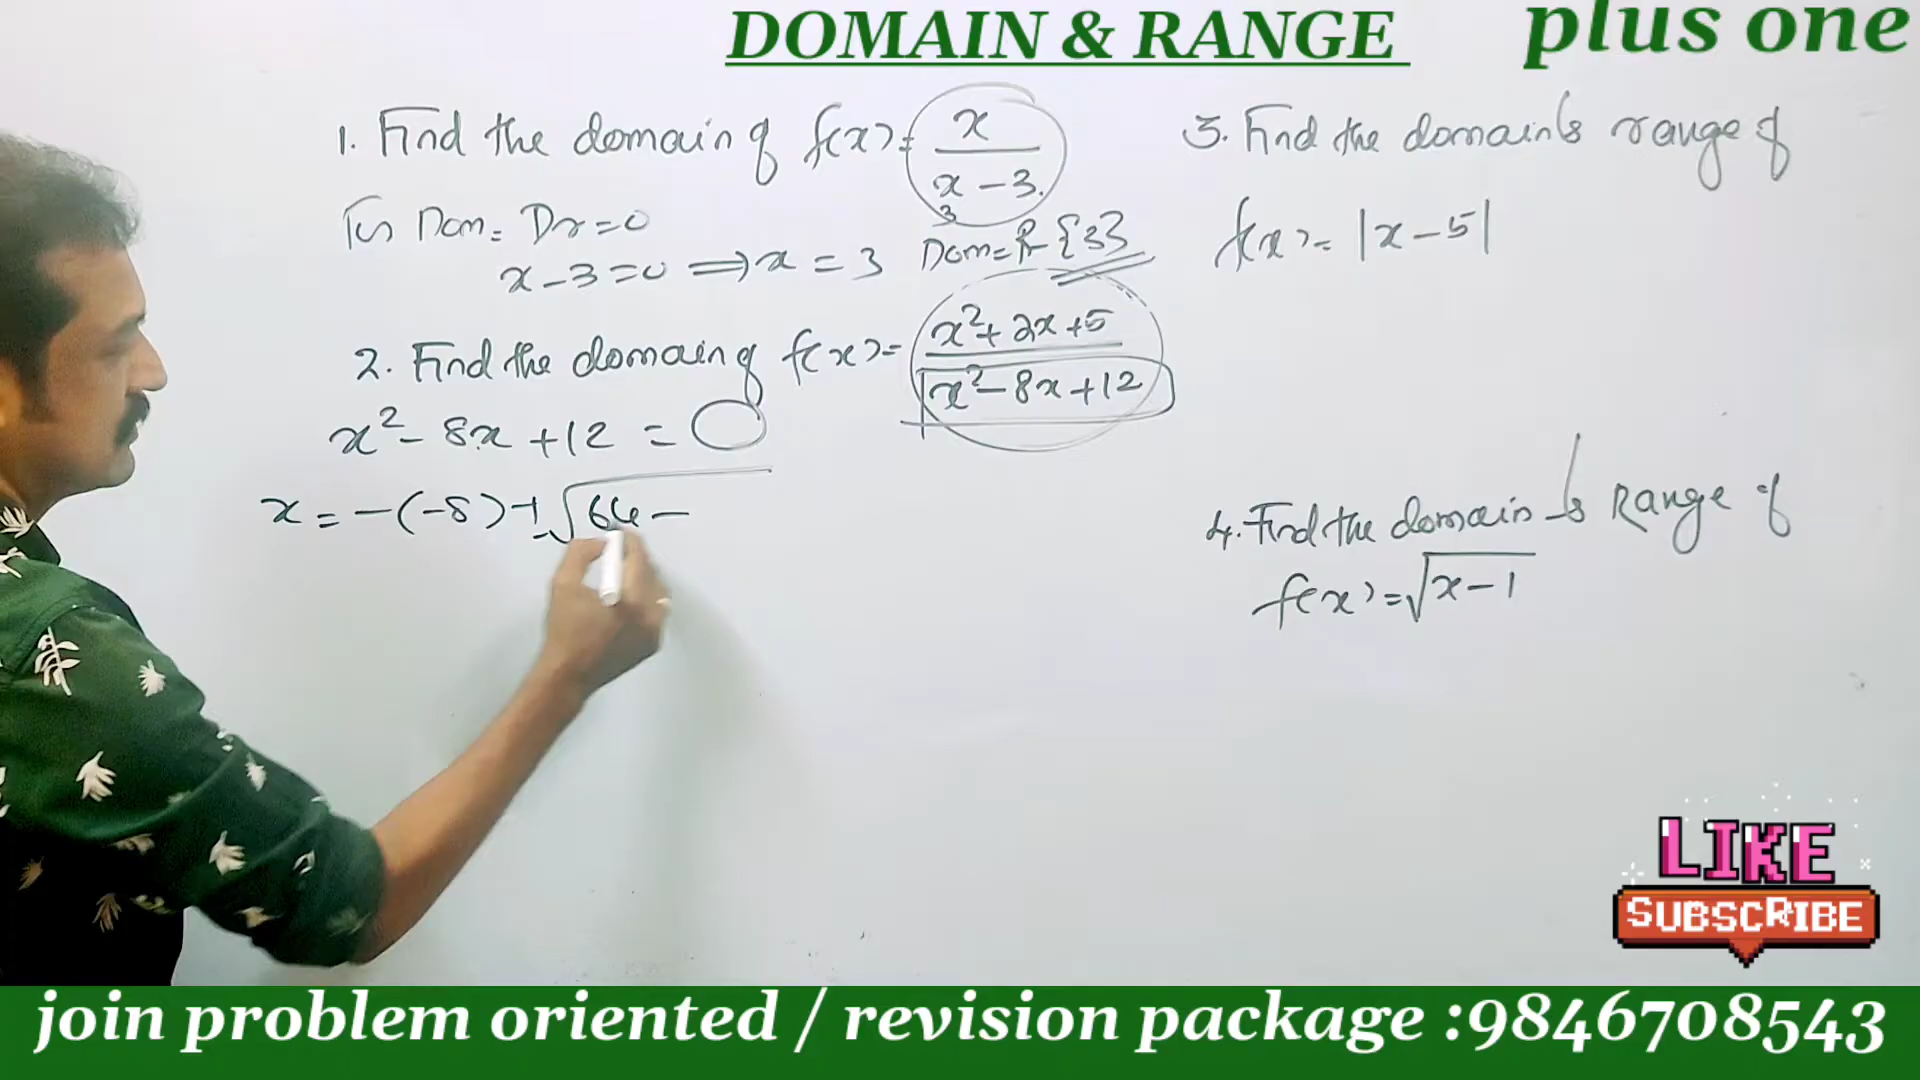 DOMAIN & RANGE
plus one
1. Find the domain of f(x) = x / x - 3
For Dom = Dr = 0
x - 3 = 0 ⟹ x = 3 Dom = R - {3}
2. Find the domain of f(x) = x² + 2x + 5 / x² - 8x + 12
x² - 8x + 12 = 0
x = -(-8) ± √64 -
3. Find the domain & range of
f(x) = |x - 5|
4. Find the domain & Range of
f(x) = √x - 1
LIKE
SUBSCRIBE
join problem oriented / revision package :9846708543